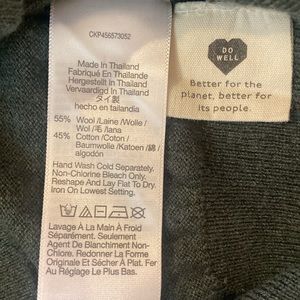 CKP456573052
Made In Thailand
Fabriqué En Thaïlande
Vervaardigd In Thailand
タイ製
hecho en tailandia
55% Wool /Laine /Wolle /
Wol /毛 /lana
45% Cotton /Coton /
Baumwolle /Katoen /綿 /
algodón
Hand Wash Cold Separately.
Non-Chlorine Bleach Only.
Reshape And Lay Flat To Dry.
Iron On Lowest Setting.
Lavage À La Main À Froid
Séparément. Seulement
Agent De Blanchiment Non-
Chlore. Redonner La Forme
Originale Et Sécher À Plat. Fer
Au Réglage Le Plus Bas.
DO
WELL
Better for the
planet, better for
its people.